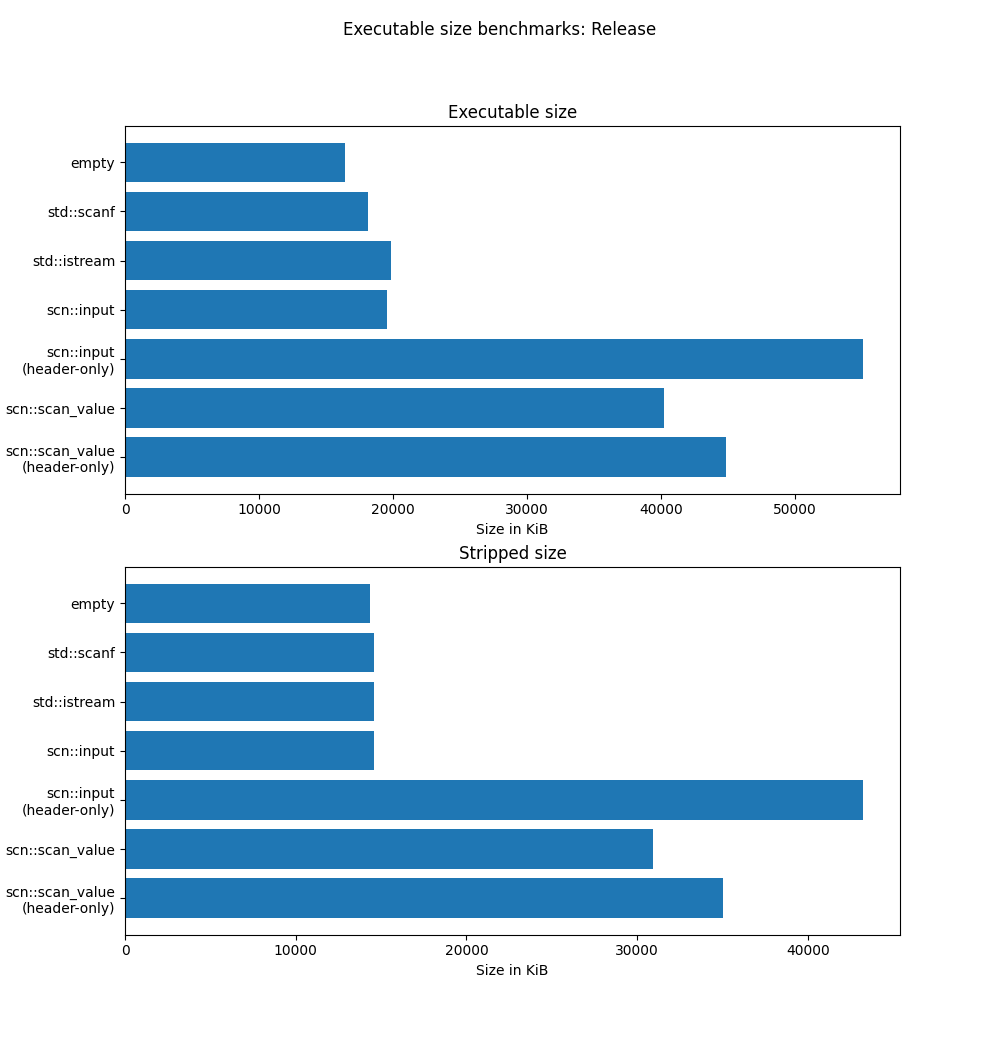 Executable size benchmarks: Release
Executable size
empty
std::scanf
std::istream
scn::input
scn::input
(header-only)
scn::scan_value
scn::scan_value
(header-only)
0 10000 20000 30000 40000 50000
Size in KiB
Stripped size
empty
std::scanf
std::istream
scn::input
scn::input
(header-only)
scn::scan_value
scn::scan_value
(header-only)
0 10000 20000 30000 40000
Size in KiB